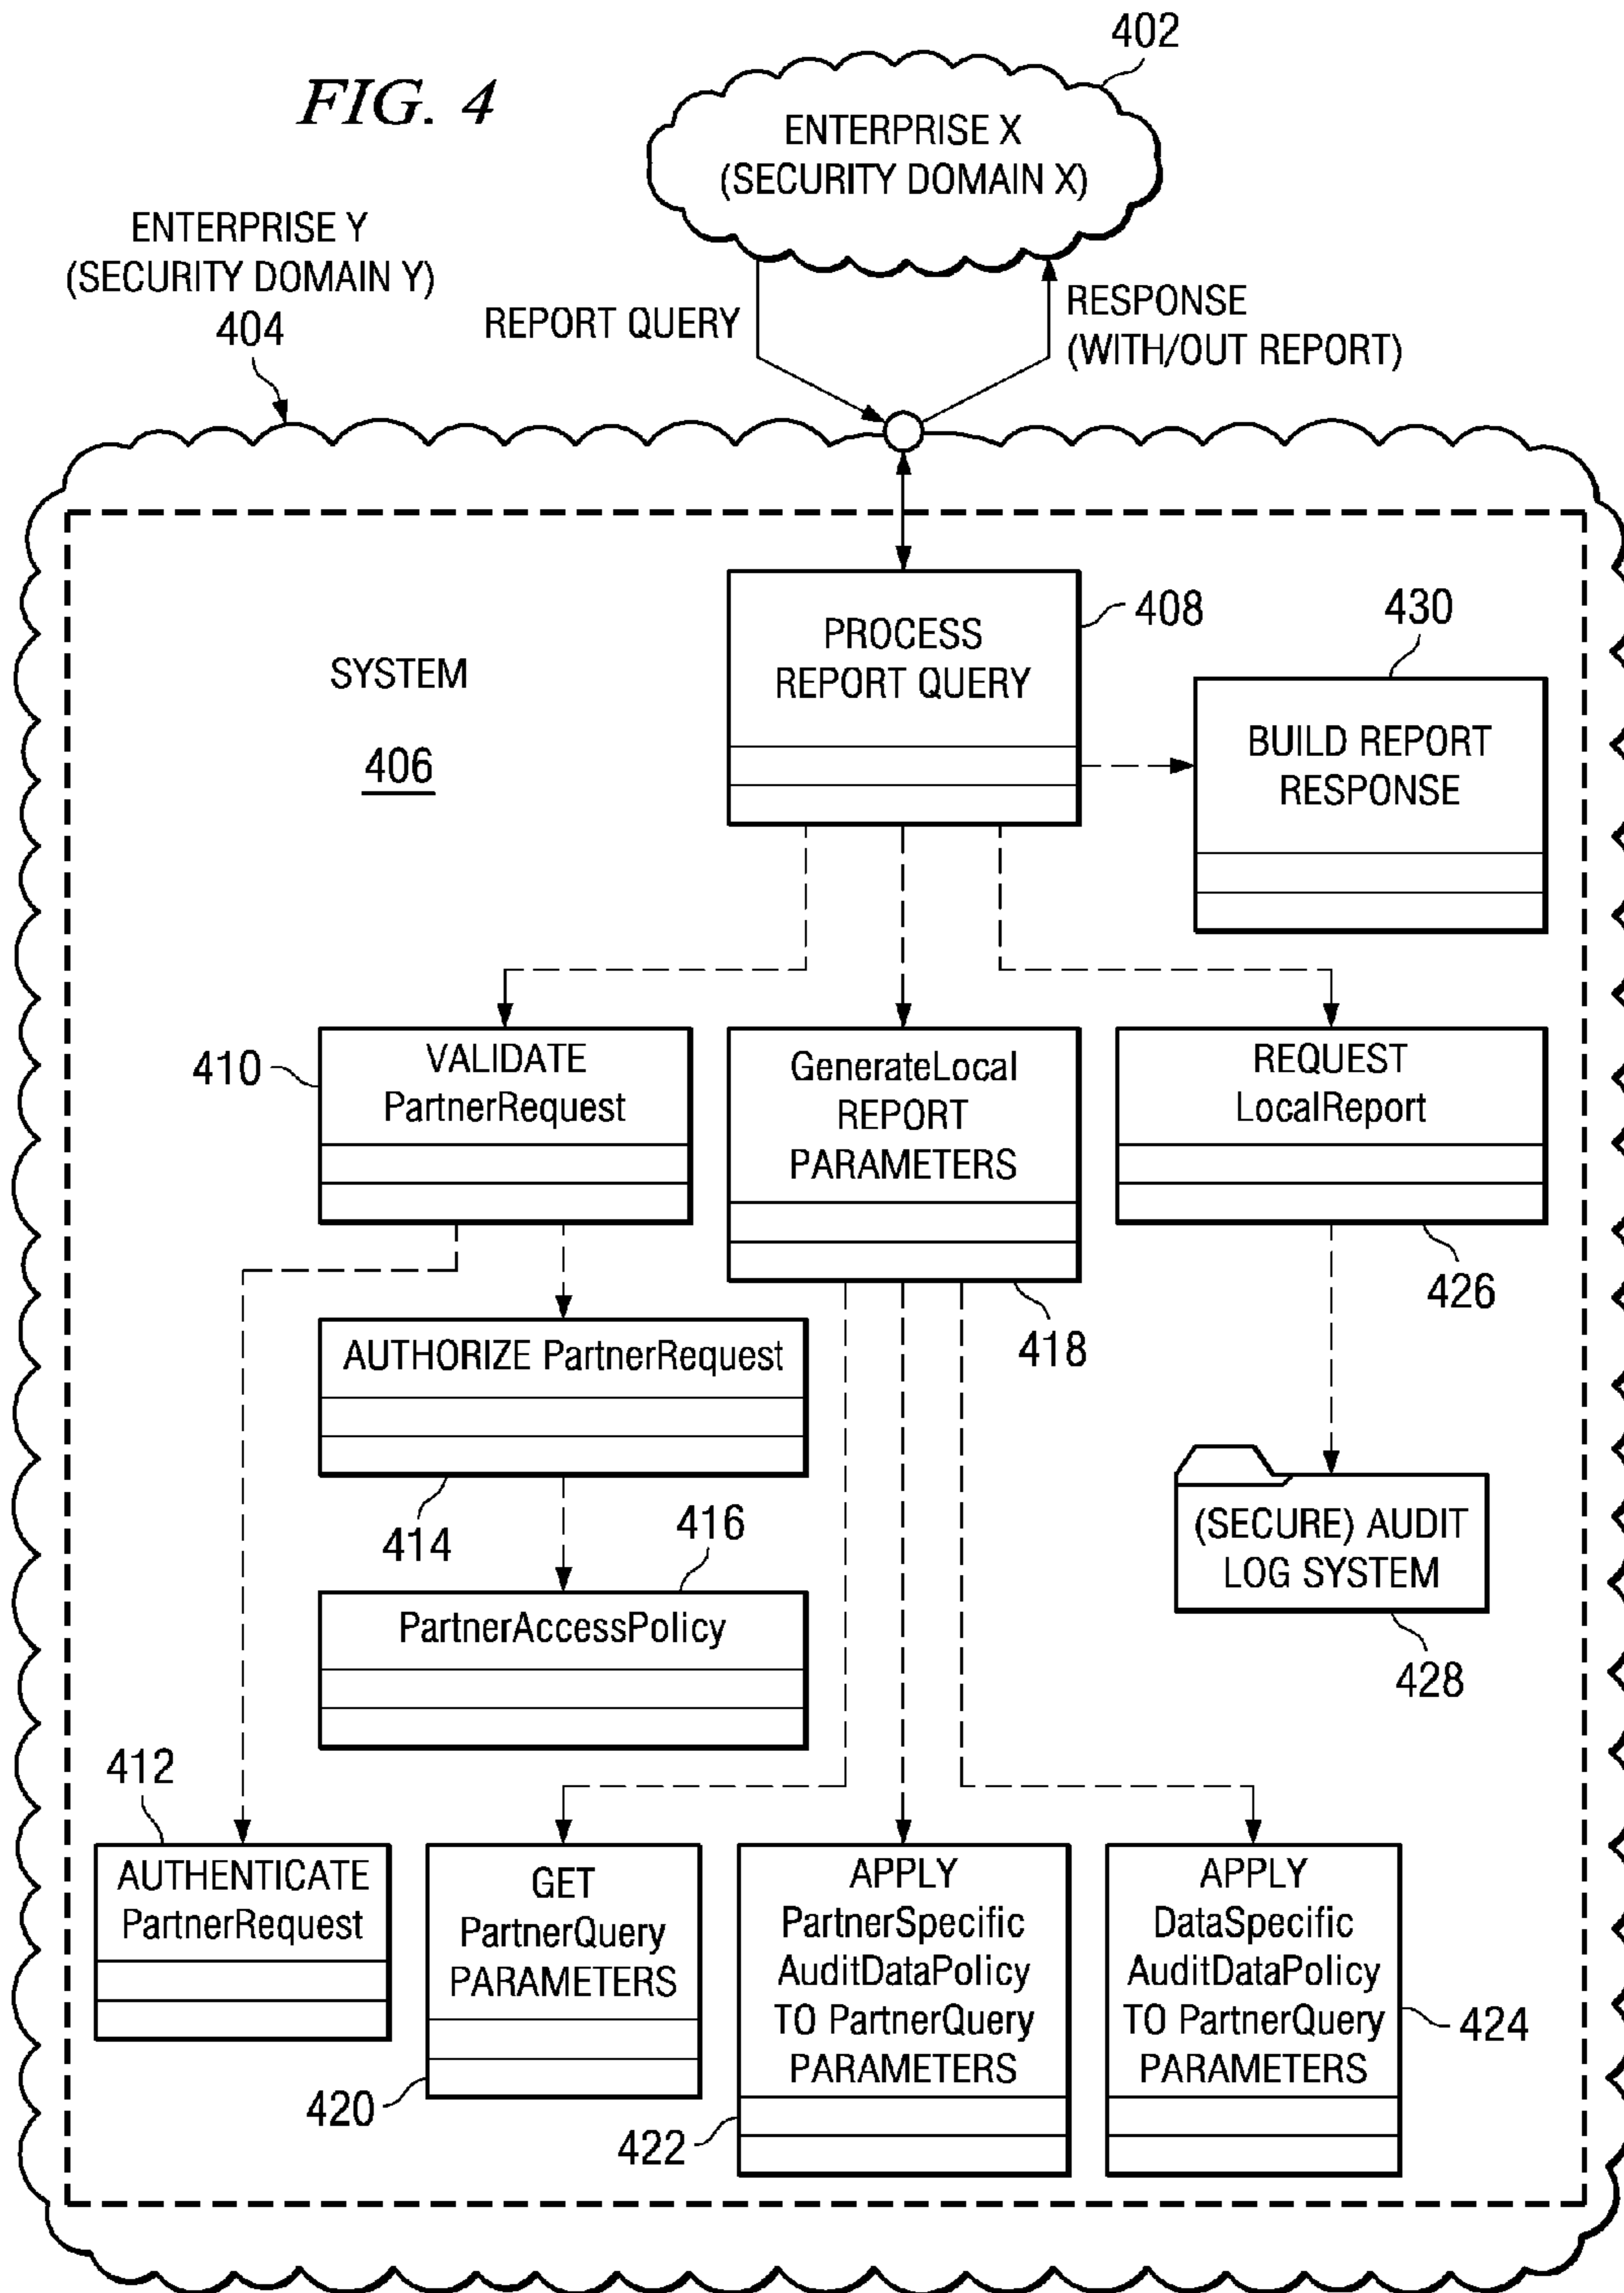 FIG. 4
402
ENTERPRISE X
(SECURITY DOMAIN X)
ENTERPRISE Y
(SECURITY DOMAIN Y)
404
REPORT QUERY
RESPONSE
(WITH/OUT REPORT)
SYSTEM
406
PROCESS
REPORT QUERY
408
430
BUILD REPORT
RESPONSE
410
VALIDATE
PartnerRequest
GenerateLocal
REPORT
PARAMETERS
418
REQUEST
LocalReport
426
AUTHORIZE PartnerRequest
414
416
PartnerAccessPolicy
(SECURE) AUDIT
LOG SYSTEM
428
412
AUTHENTICATE
PartnerRequest
GET
PartnerQuery
PARAMETERS
420
APPLY
PartnerSpecific
AuditDataPolicy
TO PartnerQuery
PARAMETERS
422
APPLY
DataSpecific
AuditDataPolicy
TO PartnerQuery
PARAMETERS
424